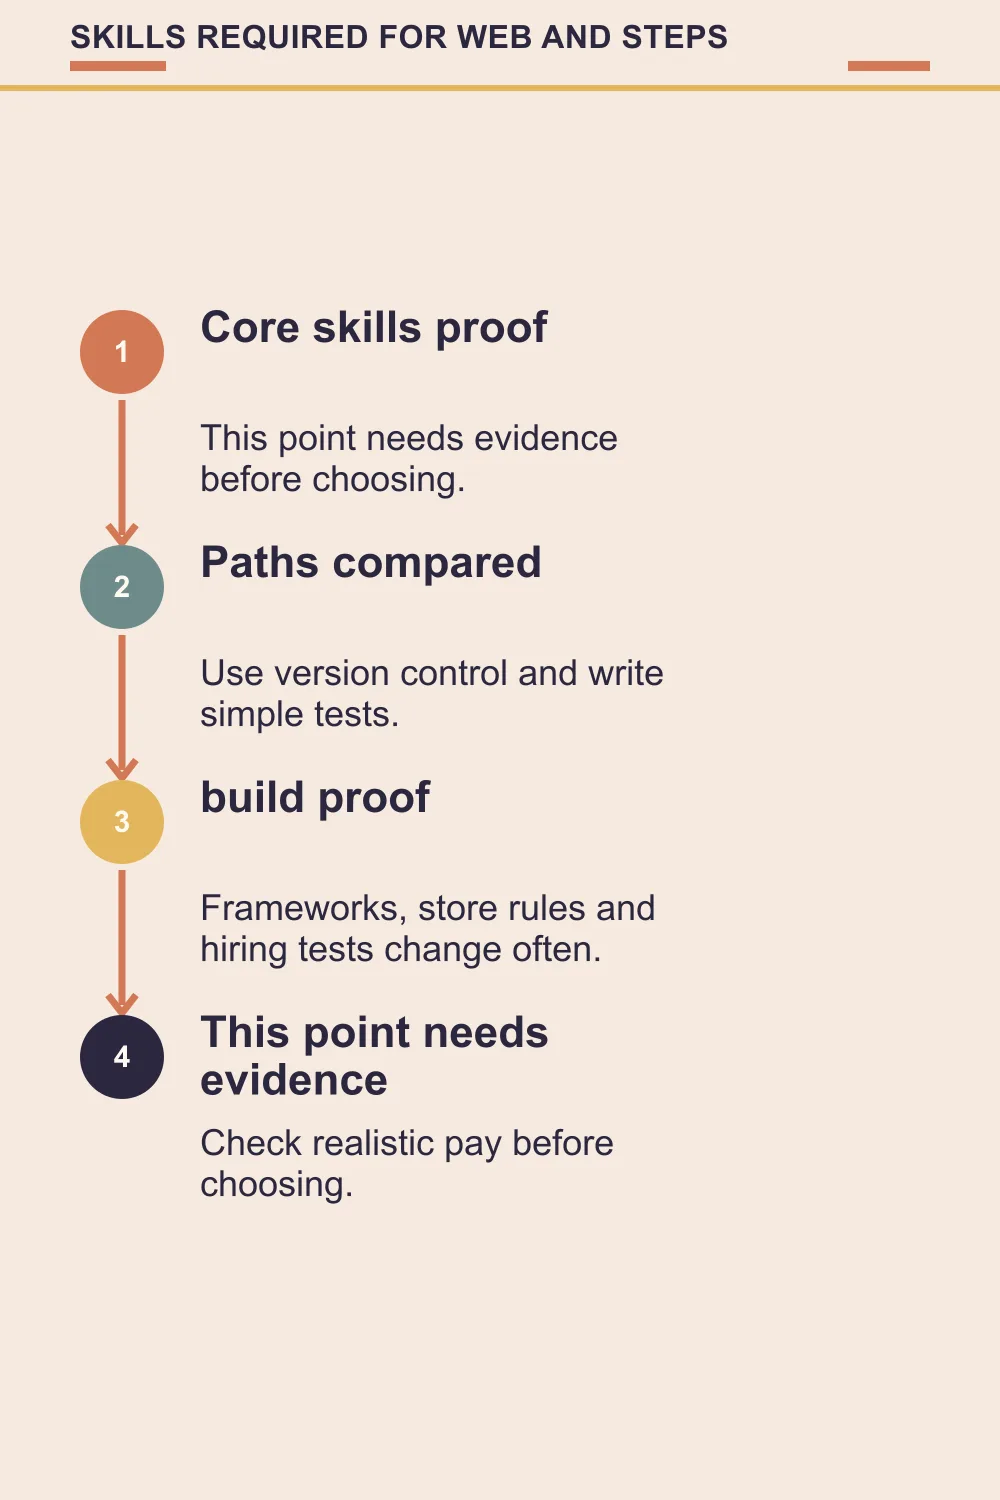 SKILLS REQUIRED FOR WEB AND STEPS
1
Core skills proof
This point needs evidence
before choosing.
2
Paths compared
Use version control and write
simple tests.
3
build proof
Frameworks, store rules and
hiring tests change often.
4
This point needs
evidence
Check realistic pay before
choosing.